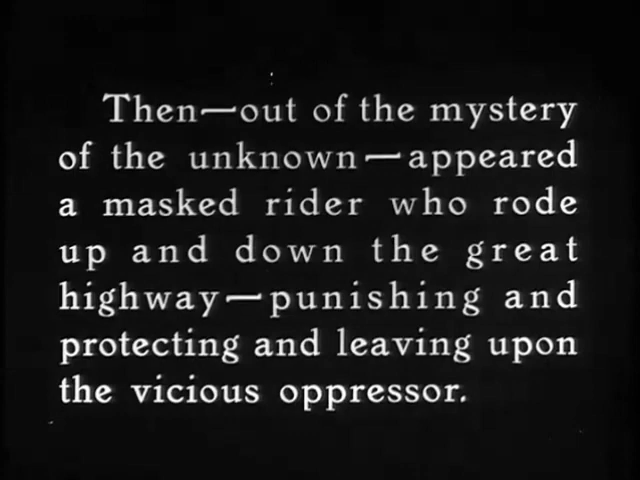 Then—out of the mystery
of the unknown—appeared
a masked rider who rode
up and down the great
highway—punishing and
protecting and leaving upon
the vicious oppressor.